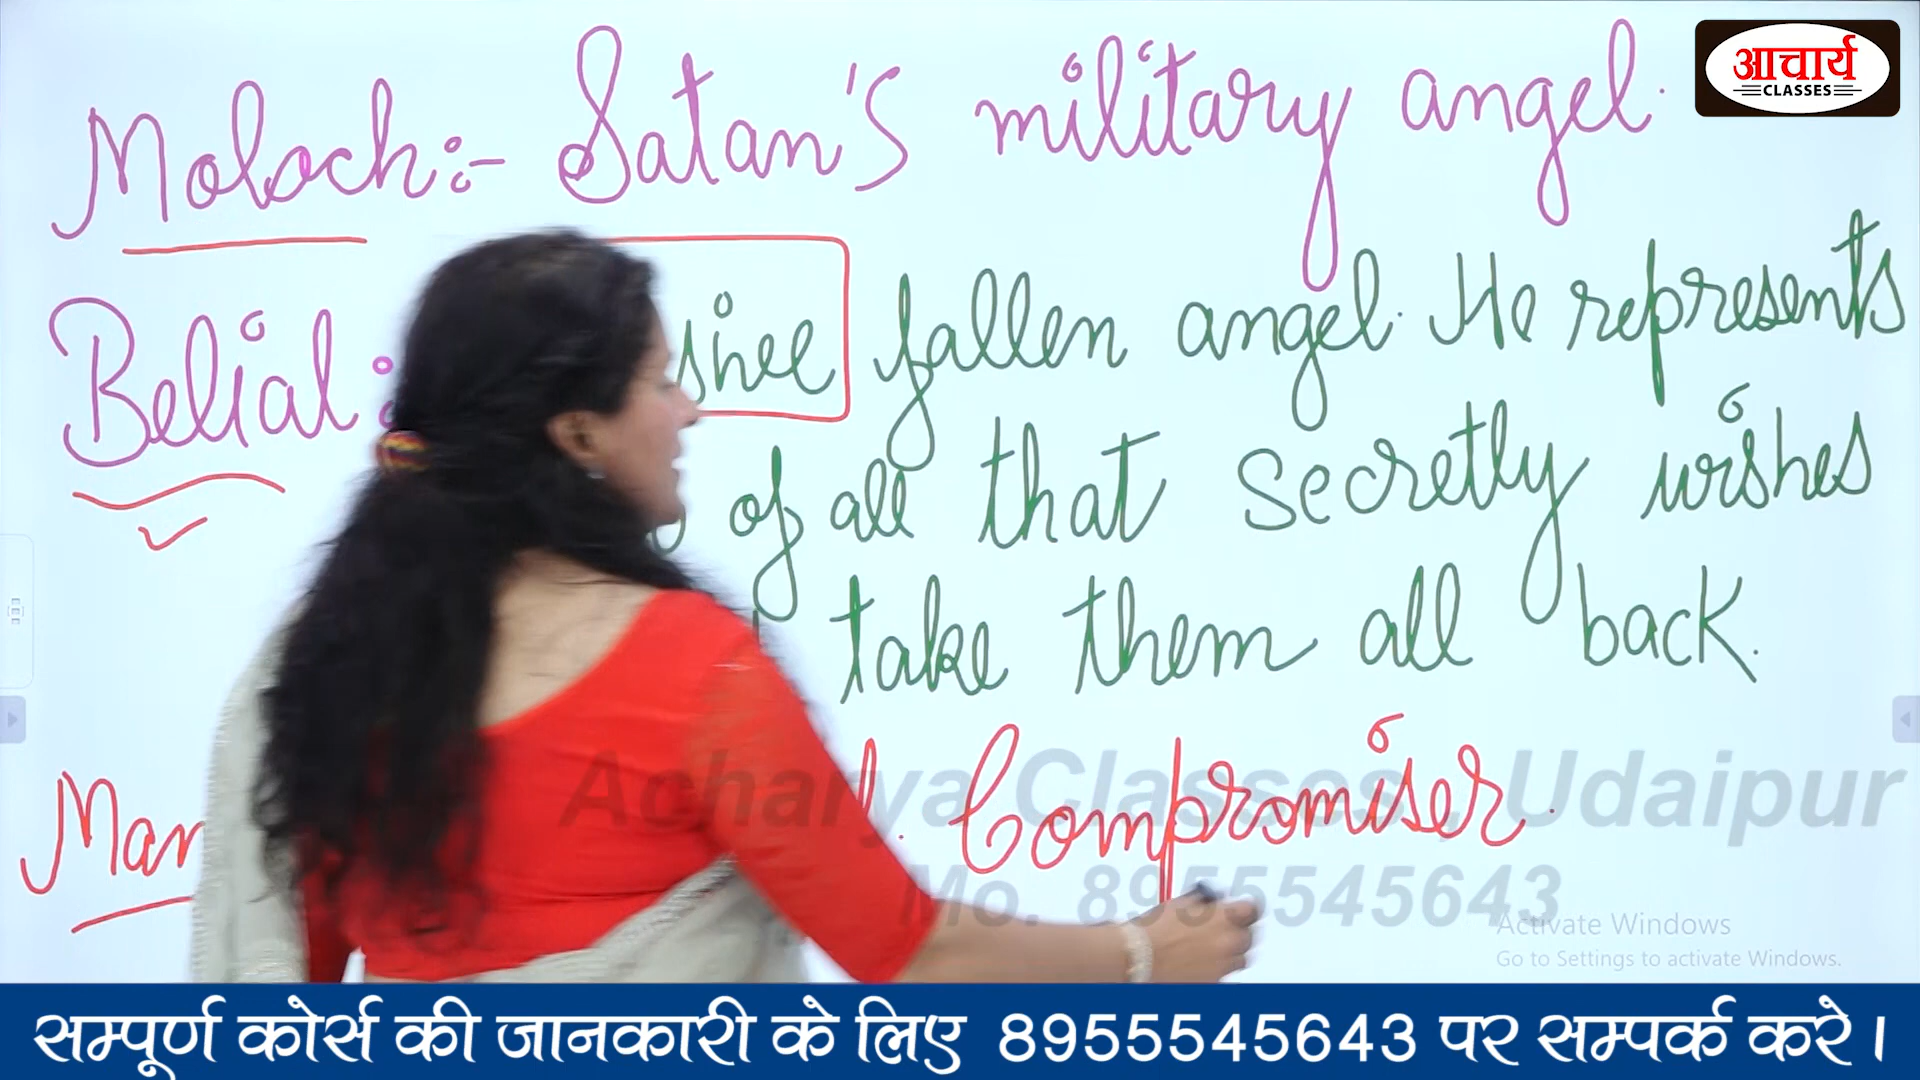 आचार्य
CLASSES
Moloch:- Satan's military angel.
Belial: fallen angel. He represents
of all that secretly wishes
take them all back.
Compromiser.
Acharya Classes, Udaipur
Mo. 8955545643
Activate Windows
Go to Settings to activate Windows.
सम्पूर्ण कोर्स की जानकारी के लिए 8955545643 पर सम्पर्क करे।